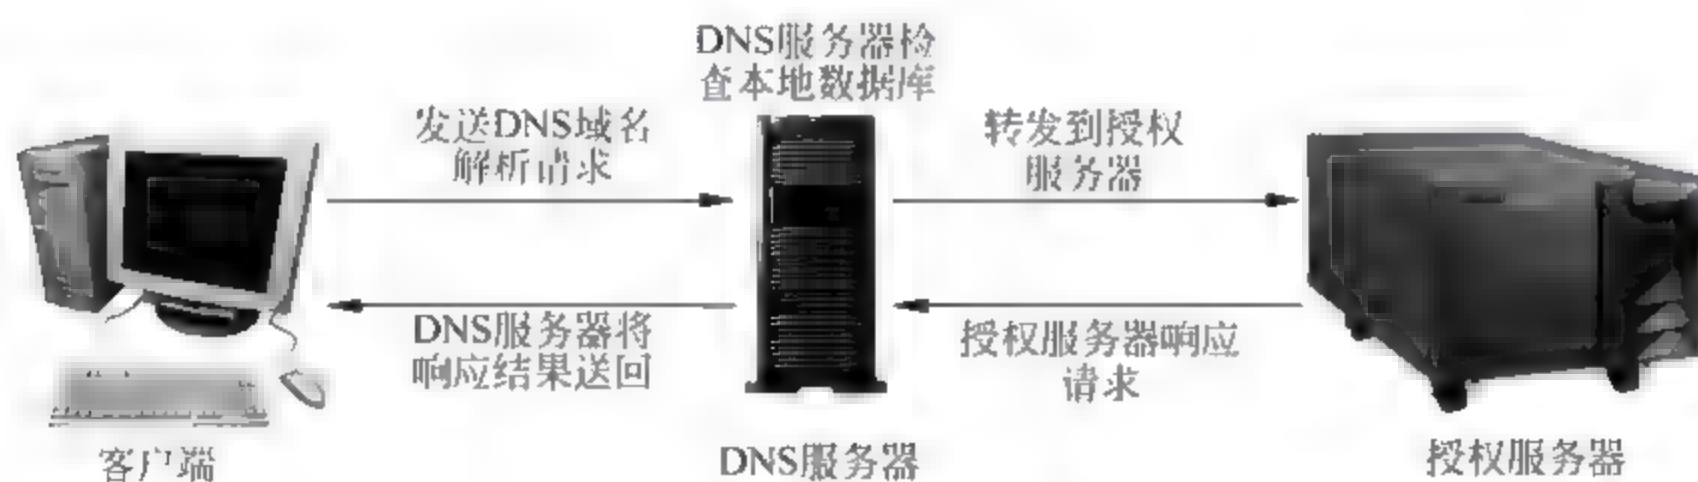 DNS服务器检
查本地数据库
发送DNS域名
解析请求
转发到授权
服务器
DNS服务器将
响应结果送回
授权服务器响应
请求
客户端
DNS服务器
授权服务器